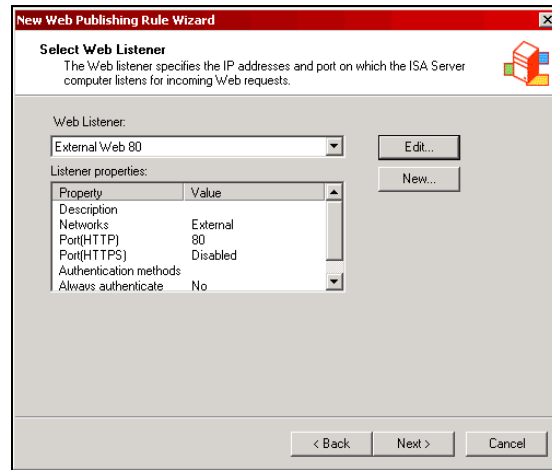 New Web Publishing Rule Wizard
Select Web Listener
The Web listener specifies the IP addresses and port on which the ISA Server
computer listens for incoming Web requests.
Web Listener:
External Web 80
Edit...
Listener properties:
New...
Property Value
Description
Networks External
Port(HTTP) 80
Port(HTTPS) Disabled
Authentication methods
Always authenticate No
< Back Next > Cancel